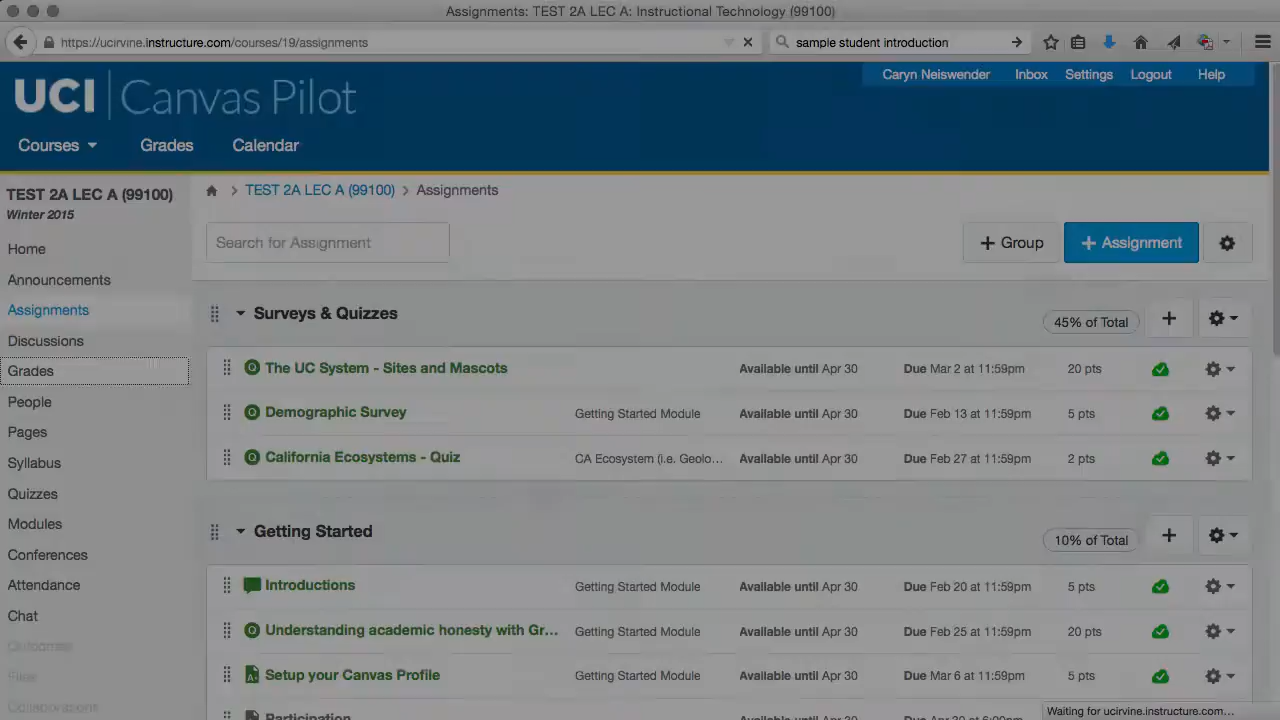 Assignments: TEST 2A LEC A: Instructional Technology (99100)
https://ucirvine.instructure.com/courses/19/assignments
sample student introduction
Caryn Neiswender Inbox Settings Logout Help
UCI Canvas Pilot
Courses Grades Calendar
TEST 2A LEC A (99100)
Winter 2015
Home
Announcements
Assignments
Discussions
Grades
People
Pages
Syllabus
Quizzes
Modules
Conferences
Attendance
Chat
Outcomes
Files
Collaborations
TEST 2A LEC A (99100) > Assignments
Search for Assignment
+ Group
+ Assignment
Surveys & Quizzes 45% of Total +
The UC System - Sites and Mascots Available until Apr 30 Due Mar 2 at 11:59pm 20 pts
Demographic Survey Getting Started Module Available until Apr 30 Due Feb 13 at 11:59pm 5 pts
California Ecosystems - Quiz CA Ecosystem (i.e. Geolo... Available until Apr 30 Due Feb 27 at 11:59pm 2 pts
Getting Started 10% of Total +
Introductions Getting Started Module Available until Apr 30 Due Feb 20 at 11:59pm 5 pts
Understanding academic honesty with Gr... Getting Started Module Available until Apr 30 Due Feb 25 at 11:59pm 20 pts
Setup your Canvas Profile Getting Started Module Available until Apr 30 Due Mar 6 at 11:59pm 5 pts
Participation
Waiting for ucirvine.instructure.com...